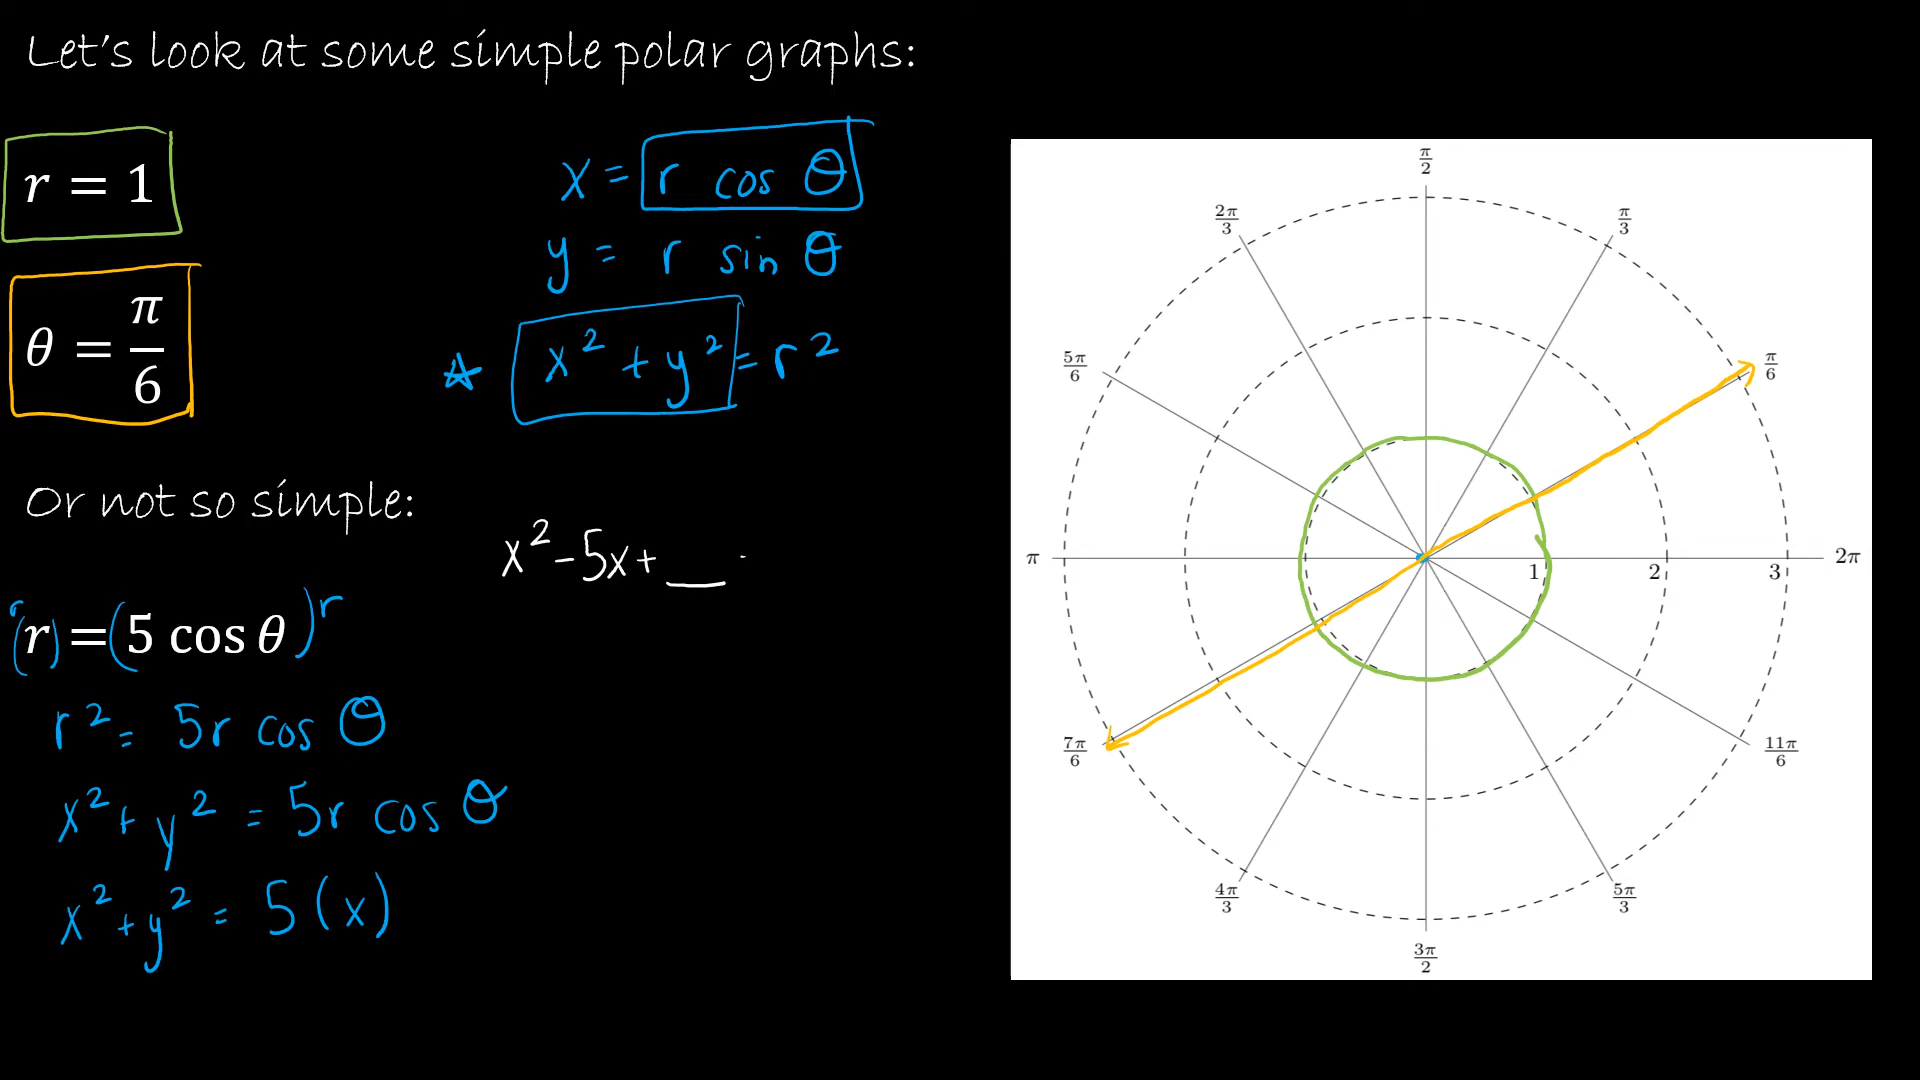 Let's look at some simple polar graphs:
r = 1
x = r cos θ
y = r sin θ
θ = π/6
☆ x² + y² = r²
Or not so simple:
x² - 5x + __
r(r) = (5 cos θ)r
r² = 5r cos θ
x² + y² = 5r cos θ
x² + y² = 5(x)
π/2
2π/3
π/3
5π/6
π/6
π
1
2
3
2π
7π/6
11π/6
4π/3
5π/3
3π/2